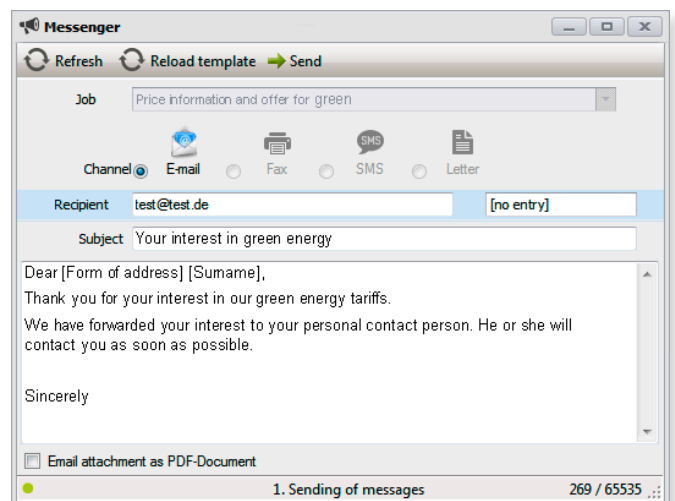 Messenger
Refresh Reload template Send
Job Price information and offer for green
SMS
Channel E-mail Fax SMS Letter
Recipient test@test.de [no entry]
Subject Your interest in green energy
Dear [Form of address] [Surname],
Thank you for your interest in our green energy tariffs.
We have forwarded your interest to your personal contact person. He or she will
contact you as soon as possible.
Sincerely
Email attachment as PDF-Document
1. Sending of messages 269 / 65535